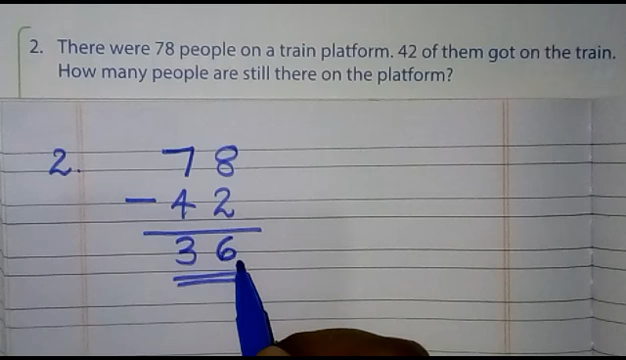 2. There were 78 people on a train platform. 42 of them got on the train.
How many people are still there on the platform?
2. 78
- 42
36